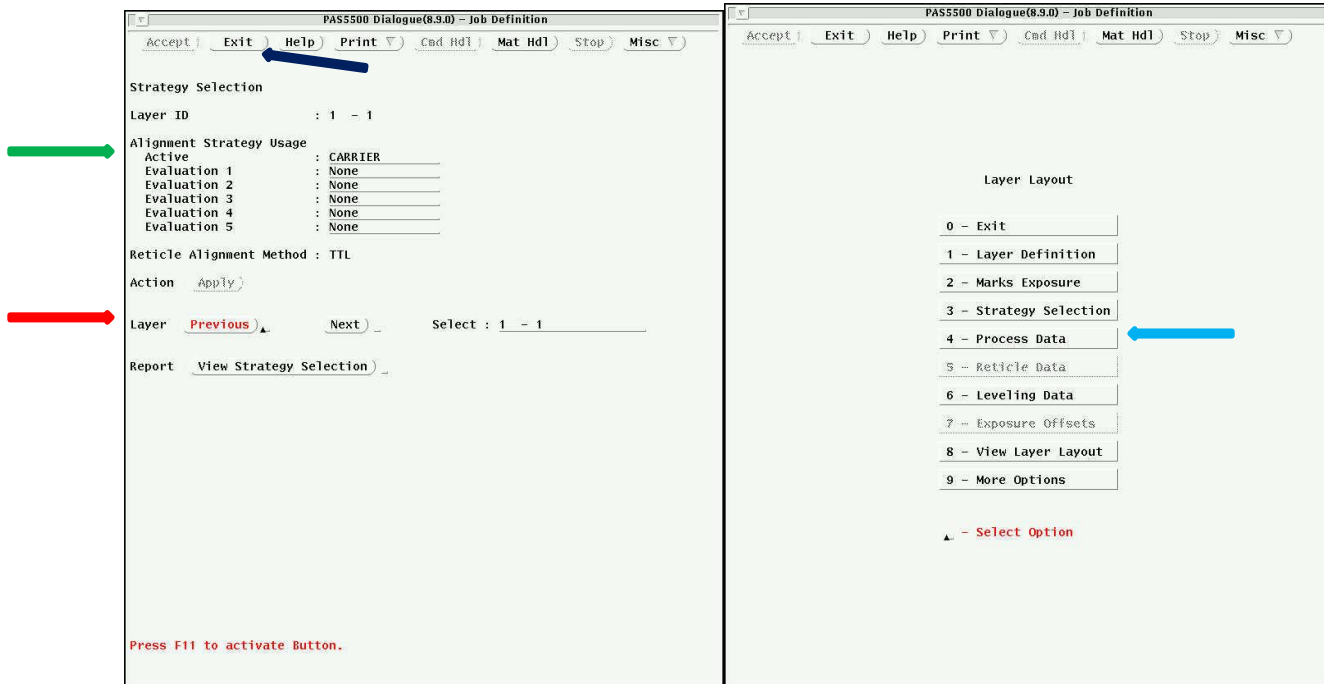 PAS5500 Dialogue(8.9.0) – Job Definition
Accept Exit Help Print Cmd Hdl Mat Hdl Stop Misc
Strategy Selection
Layer ID : 1 – 1
Alignment Strategy Usage
Active : CARRIER
Evaluation 1 : None
Evaluation 2 : None
Evaluation 3 : None
Evaluation 4 : None
Evaluation 5 : None
Reticle Alignment Method : TTL
Action Apply
Layer Previous Next Select : 1 – 1
Report View Strategy Selection
Press F11 to activate Button.
PAS5500 Dialogue(8.9.0) – Job Definition
Accept Exit Help Print Cmd Hdl Mat Hdl Stop Misc
Layer Layout
0 – Exit
1 – Layer Definition
2 – Marks Exposure
3 – Strategy Selection
4 – Process Data
5 – Reticle Data
6 – Leveling Data
7 – Exposure Offsets
8 – View Layer Layout
9 – More Options
– Select Option